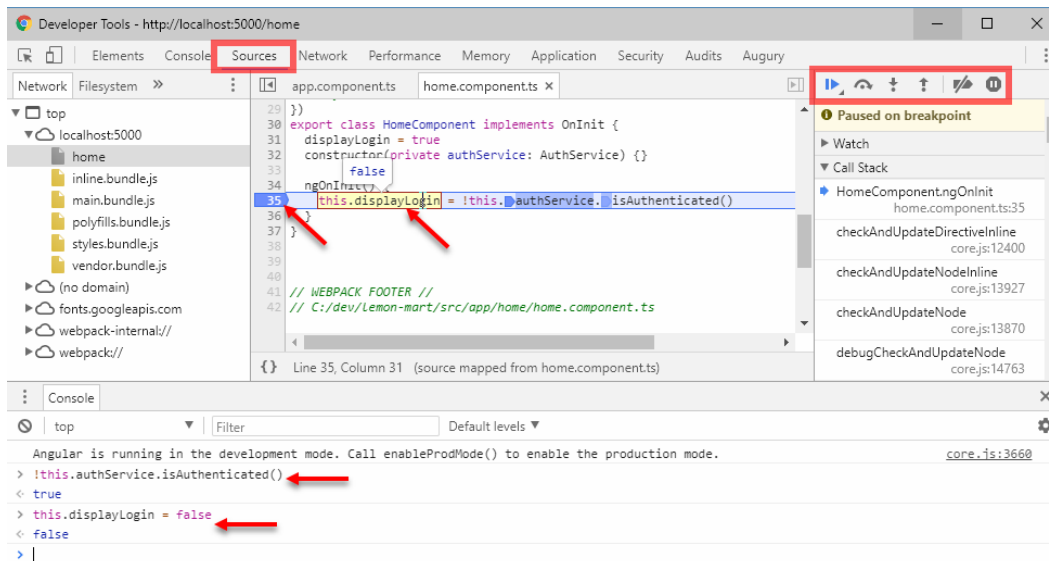 Developer Tools - http://localhost:5000/home
Elements Console Sources Network Performance Memory Application Security Audits Augury
Network Filesystem »
top
localhost:5000
home
inline.bundle.js
main.bundle.js
polyfills.bundle.js
styles.bundle.js
vendor.bundle.js
(no domain)
fonts.googleapis.com
webpack-internal://
webpack://
app.component.ts home.component.ts ×
29 })
30 export class HomeComponent implements OnInit {
31 displayLogin = true
32 constructor(private authService: AuthService) {}
33
false
34 ngOnInit() {
35 this.displayLogin = !this.authService.isAuthenticated()
36 }
37 }
38
39
40
41 // WEBPACK FOOTER //
42 // C:/dev/lemon-mart/src/app/home/home.component.ts
{} Line 35, Column 31 (source mapped from home.component.ts)
Paused on breakpoint
Watch
Call Stack
HomeComponent.ngOnInit
home.component.ts:35
checkAndUpdateDirectiveInline
core.js:12400
checkAndUpdateNodeInline
core.js:13927
checkAndUpdateNode
core.js:13870
debugCheckAndUpdateNode
core.js:14763
Console
top Filter Default levels
Angular is running in the development mode. Call enableProdMode() to enable the production mode. core.js:3660
> !this.authService.isAuthenticated()
< true
> this.displayLogin = false
< false
>